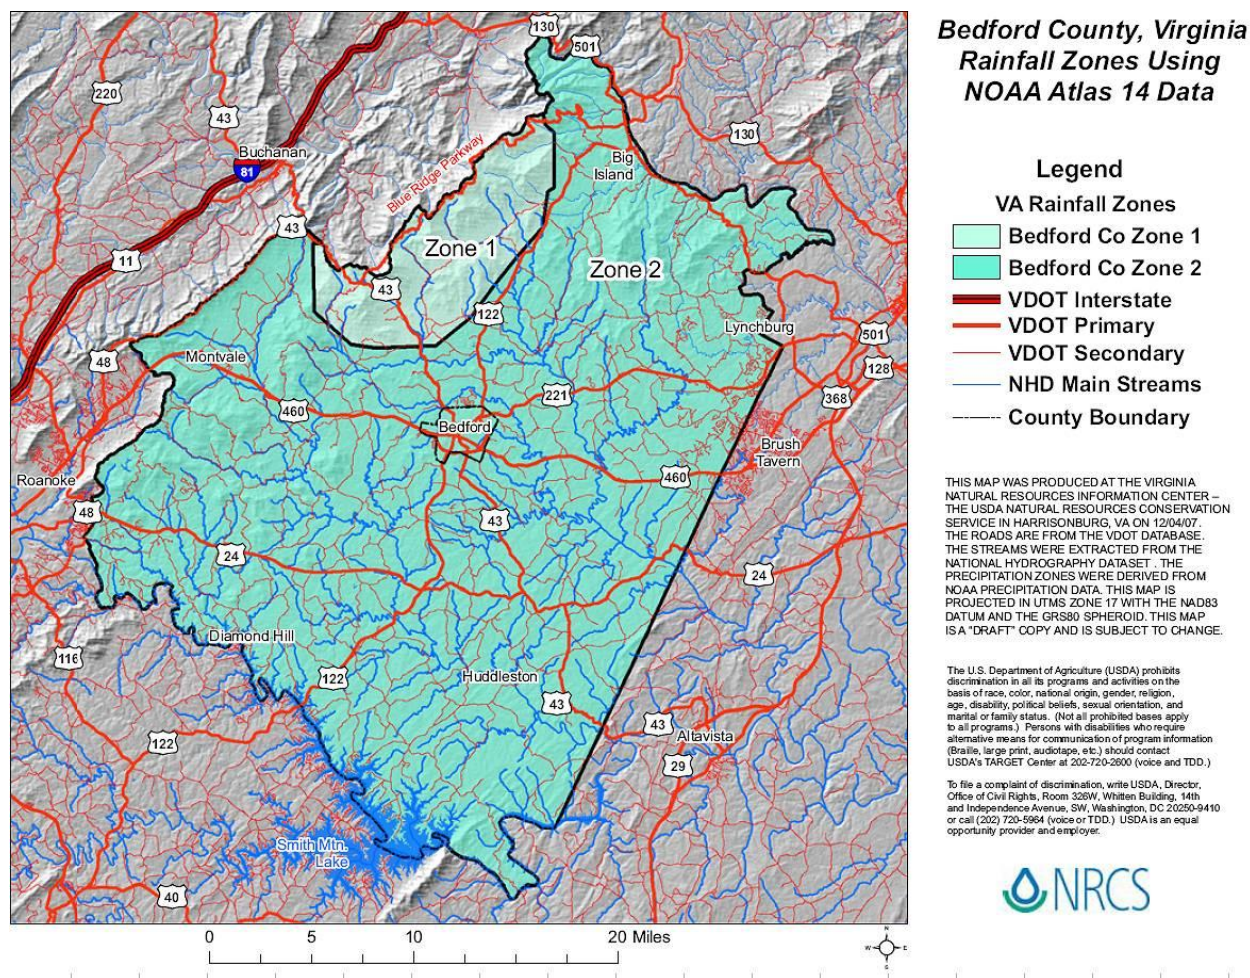 Bedford County, Virginia
Rainfall Zones Using
NOAA Atlas 14 Data
Legend
VA Rainfall Zones
Bedford Co Zone 1
Bedford Co Zone 2
VDOT Interstate
VDOT Primary
VDOT Secondary
NHD Main Streams
County Boundary
THIS MAP WAS PRODUCED AT THE VIRGINIA
NATURAL RESOURCES INFORMATION CENTER –
THE USDA NATURAL RESOURCES CONSERVATION
SERVICE IN HARRISONBURG, VA ON 12/04/07.
THE ROADS ARE FROM THE VDOT DATABASE.
THE STREAMS WERE EXTRACTED FROM THE
NATIONAL HYDROGRAPHY DATASET . THE
PRECIPITATION ZONES WERE DERIVED FROM
NOAA PRECIPITATION DATA. THIS MAP IS
PROJECTED IN UTMS ZONE 17 WITH THE NAD83
DATUM AND THE GRS80 SPHEROID. THIS MAP
IS A "DRAFT" COPY AND IS SUBJECT TO CHANGE.
The U.S. Department of Agriculture (USDA) prohibits
discrimination in all its programs and activities on the
basis of race, color, national origin, gender, religion,
age, disability, political beliefs, sexual orientation, and
marital or family status. (Not all prohibited bases apply
to all programs.) Persons with disabilities who require
alternative means for communication of program information
(Braille, large print, audiotape, etc.) should contact
USDA's TARGET Center at 202-720-2600 (voice and TDD.)
To file a complaint of discrimination, write USDA, Director,
Office of Civil Rights, Room 326W, Whitten Building, 14th
and Independence Avenue, SW, Washington, DC 20250-9410
or call (202) 720-5964 (voice or TDD.) USDA is an equal
opportunity provider and employer.
NRCS
130
501
220
43
130
Buchanan
81
Blue Ridge Parkway
Big
Island
43
Zone 1
11
Zone 2
43
122
Lynchburg
501
48
Montvale
128
221
368
460
Bedford
Brush
Tavern
460
Roanoke
48
43
24
24
Diamond Hill
116
122
Huddleston
43
43
122
Altavista
29
Smith Mtn.
Lake
40
0 5 10 20 Miles
N
W E
S